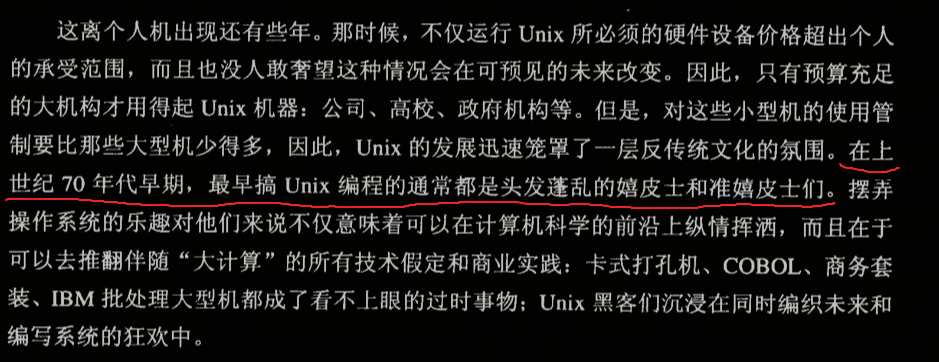 这离个人机出现还有些年。那时候，不仅运行 Unix 所必须的硬件设备价格超出个人
的承受范围，而且也没人敢奢望这种情况会在可预见的未来改变。因此，只有预算充足
的大机构才用得起 Unix 机器：公司、高校、政府机构等。但是，对这些小型机的使用管
制要比那些大型机少得多，因此，Unix 的发展迅速笼罩了一层反传统文化的氛围。在上
世纪 70 年代早期，最早搞 Unix 编程的通常都是头发蓬乱的嬉皮士和准嬉皮士们。摆弄
操作系统的乐趣对他们来说不仅意味着可以在计算机科学的前沿上纵情挥洒，而且在于
可以去推翻伴随“大计算”的所有技术假定和商业实践：卡式打孔机、COBOL、商务套
装、IBM 批处理大型机都成了看不上眼的过时事物；Unix 黑客们沉浸在同时编织未来和
编写系统的狂欢中。